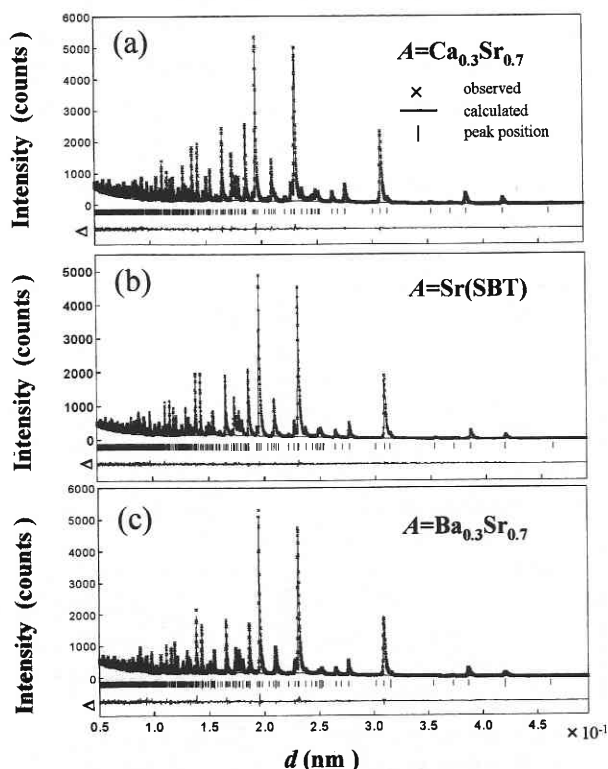 6000
5000
4000
3000
2000
1000
0
Intensity (counts)
(a)
A=Ca0.3Sr0.7
× observed
calculated
peak position
Δ
5000
4000
3000
2000
1000
0
Intensity (counts)
(b)
A=Sr(SBT)
Δ
6000
5000
4000
3000
2000
1000
0
Intensity (counts)
(c)
A=Ba0.3Sr0.7
Δ
0.5 1.0 1.5 2.0 2.5 3.0 3.5 4.0 4.5 × 10-1
d (nm)